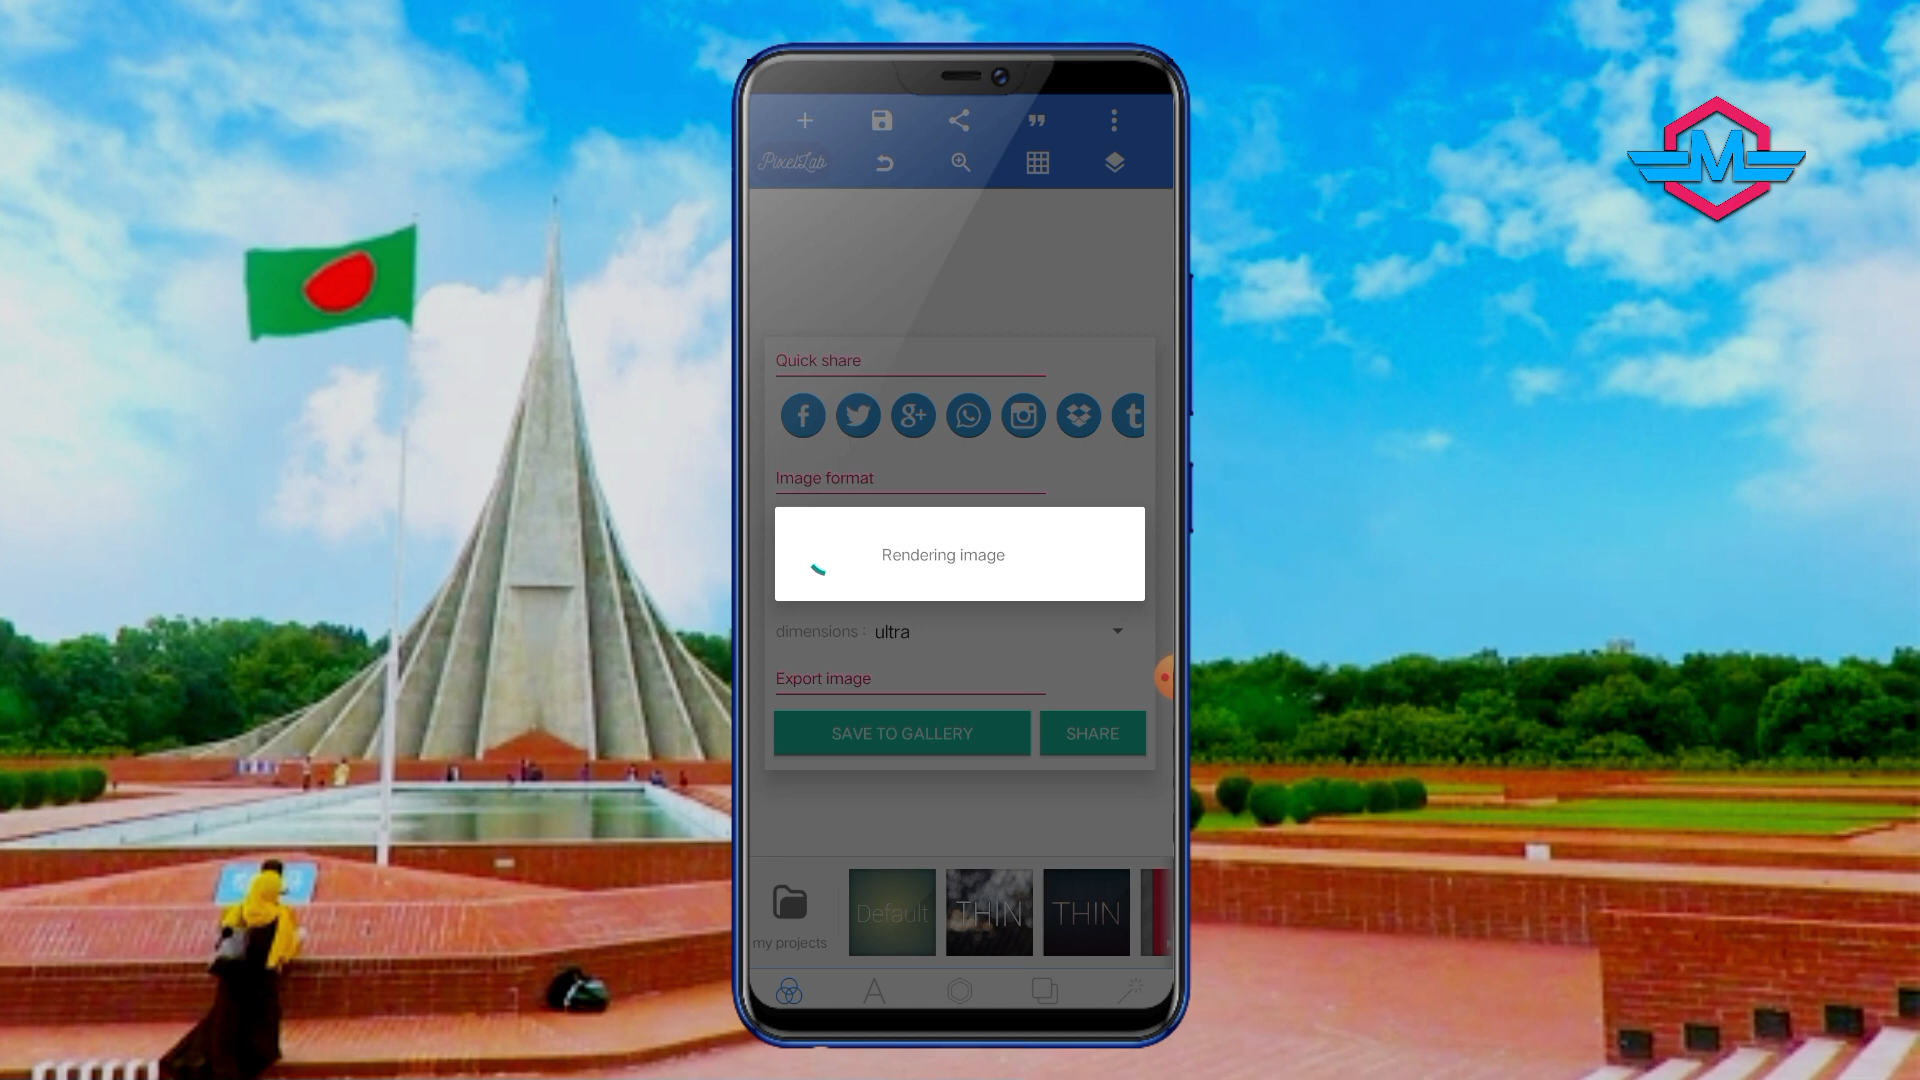 PixelLab
Quick share
Image format
Rendering image
dimensions : ultra
Export image
SAVE TO GALLERY
SHARE
my projects
Default
THIN
THIN
M